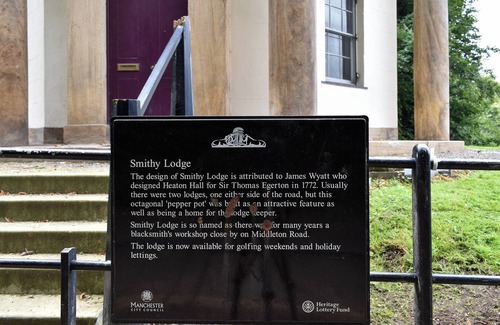 Smithy Lodge
The design of Smithy Lodge is attributed to James Wyatt who
designed Heaton Hall for Sir Thomas Egerton in 1772. Usually
there were two lodges, one either side of the road, but this
octagonal 'pepper pot' was built as an attractive feature as
well as being a home for the lodge keeper.
Smithy Lodge is so named as there was for many years a
blacksmith's workshop close by on Middleton Road.
The lodge is now available for golfing weekends and holiday
lettings.
MANCHESTER
CITY COUNCIL
Heritage
Lottery Fund